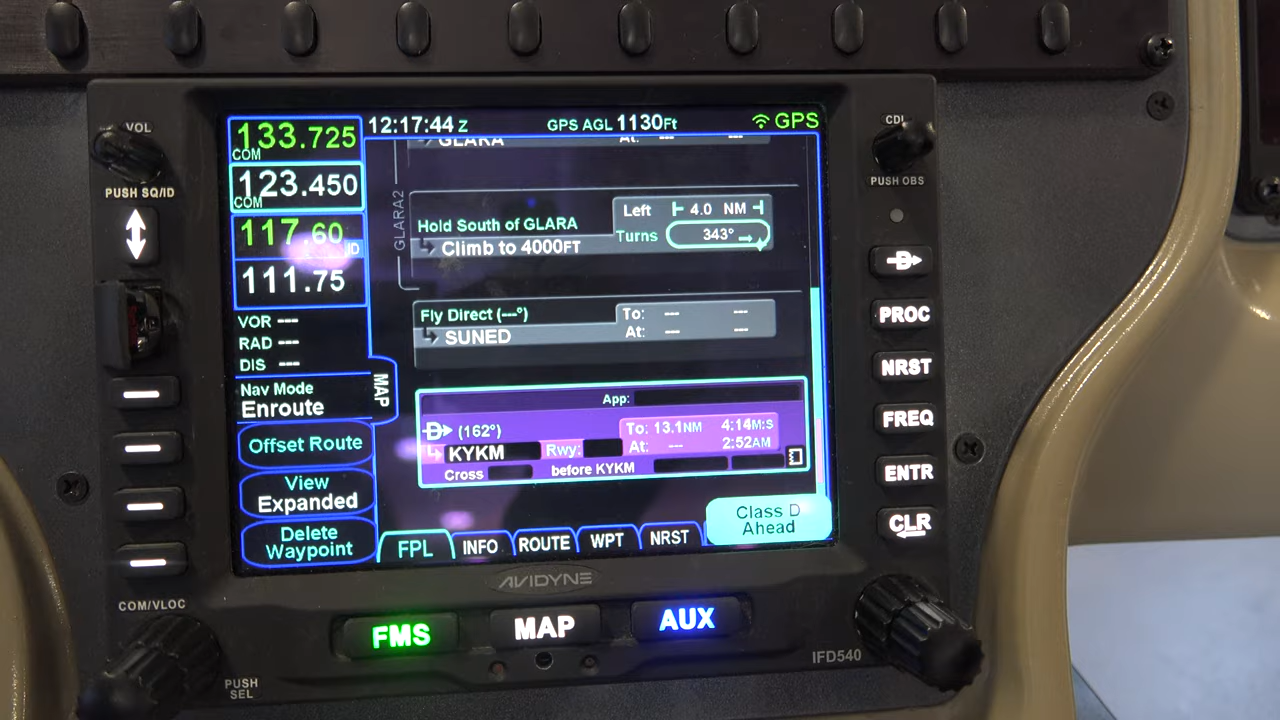 VOL
PUSH SQ/ID
133.725
COM
123.450
COM
117.60
ID
111.75
VOR ---
RAD ---
DIS ---
Nav Mode
Enroute
Offset Route
View
Expanded
Delete
Waypoint
COM/VLOC
PUSH
SEL
12:17:44 Z
GPS AGL 1130Ft
GPS
MAP
GLARA2
GLARA
At: --- ---
Hold South of GLARA
Climb to 4000FT
Left 4.0 NM
Turns 343°
Fly Direct (---°)
SUNED
To: --- ---
At: --- ---
App:
D (162°)
KYKM
Rwy:
To: 13.1NM 4:14M:S
At: --- 2:52AM
Cross
before KYKM
Class D
Ahead
FPL
INFO
ROUTE
WPT
NRST
AVIDYNE
FMS
MAP
AUX
IFD540
CDI
PUSH OBS
D
PROC
NRST
FREQ
ENTR
CLR